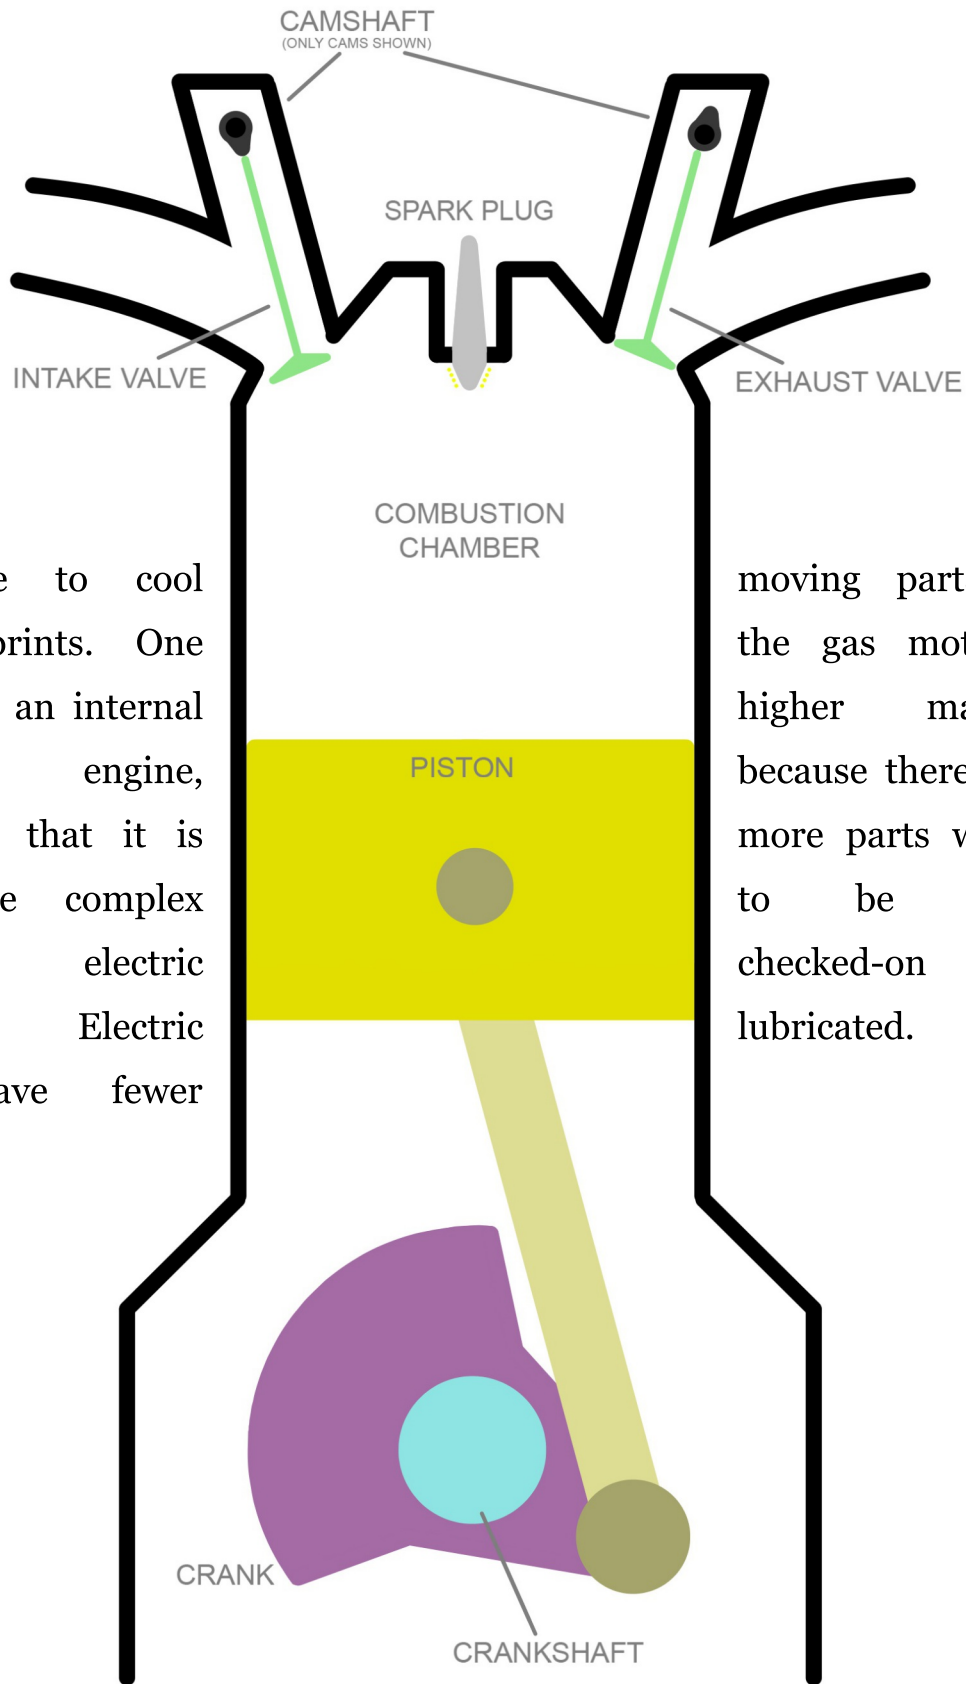 CAMSHAFT
(ONLY CAMS SHOWN)
SPARK PLUG
INTAKE VALVE
EXHAUST VALVE
COMBUSTION
CHAMBER
to cool
One
an internal
engine,
that it is
complex
electric
Electric
fewer
moving
the gas
higher
because there
more parts
to be
checked-on
lubricated.
PISTON
CRANK
CRANKSHAFT